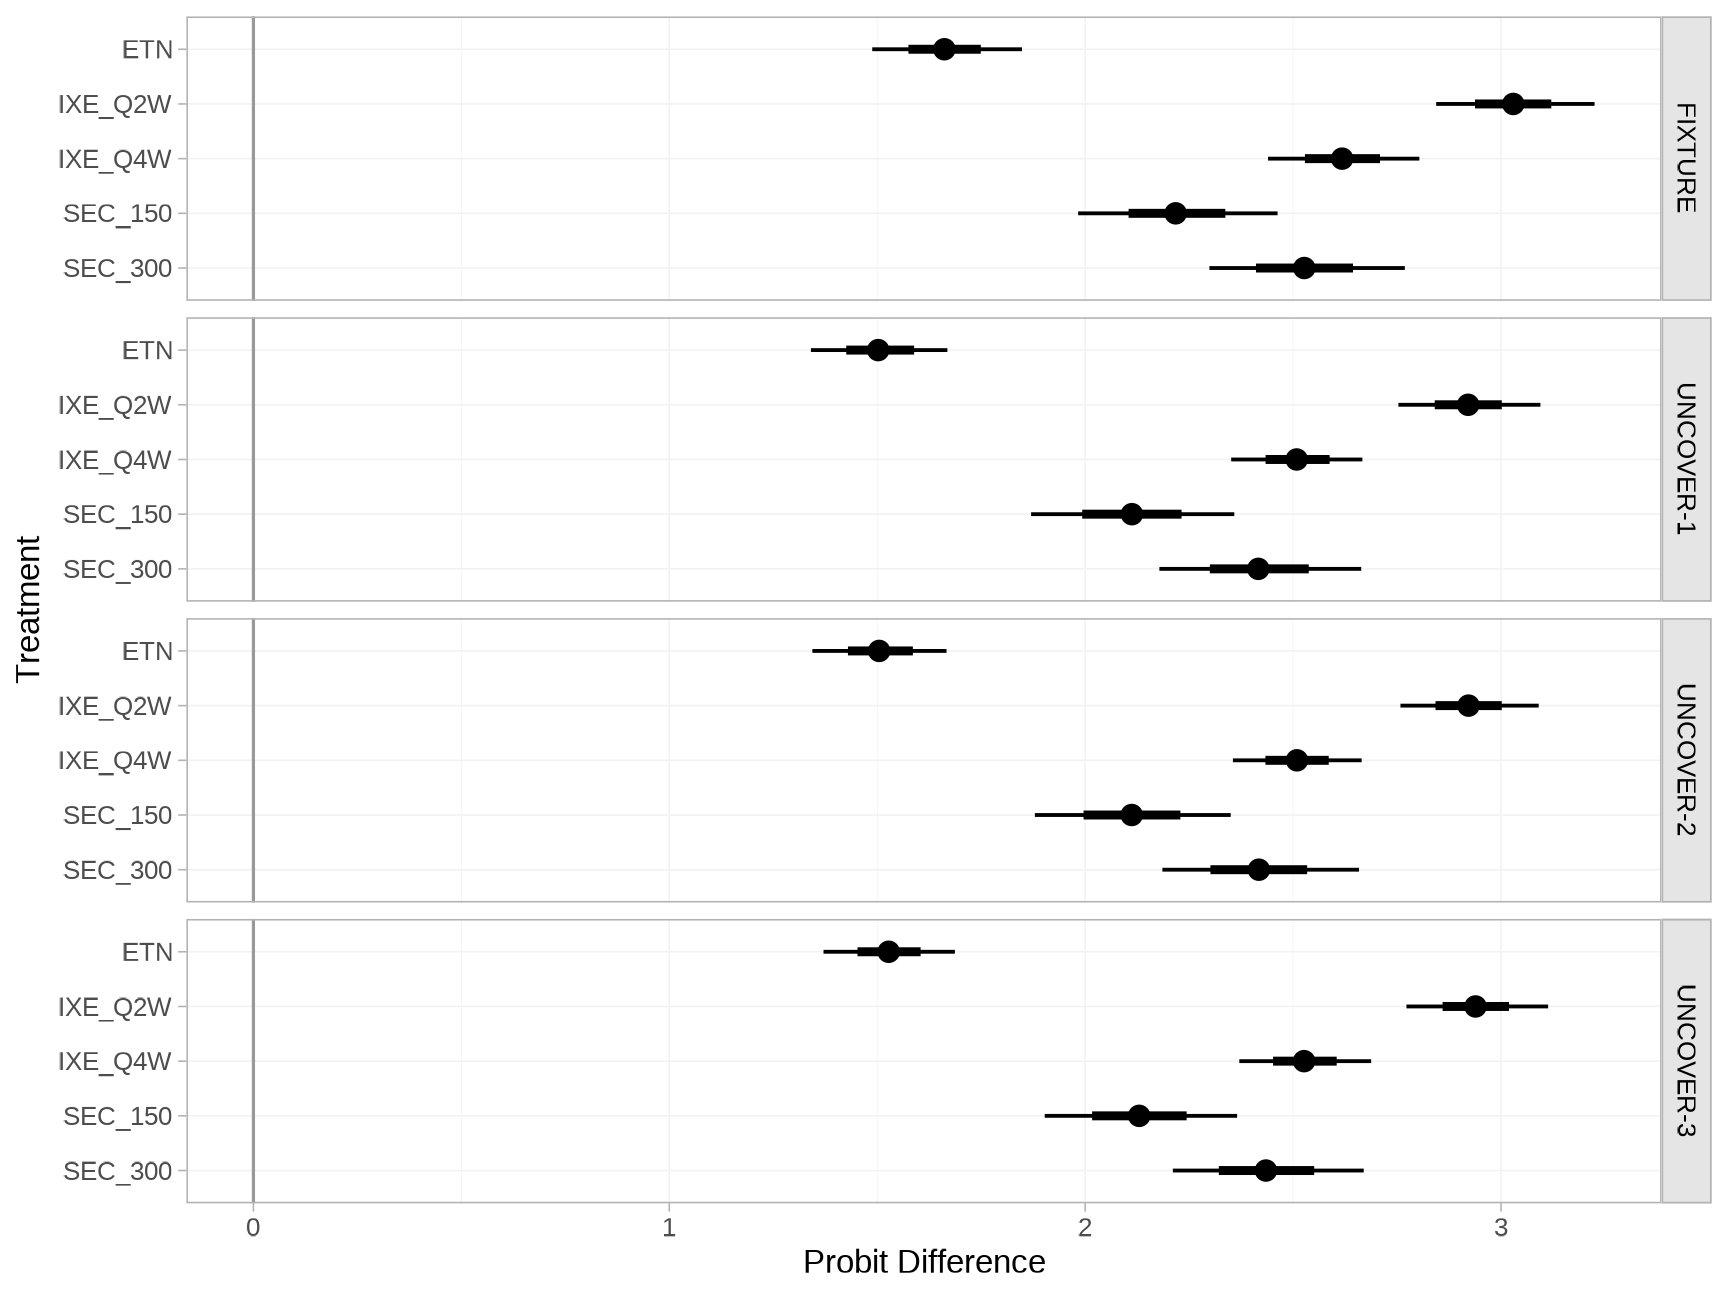 Treatment
ETN
IXE_Q2W
IXE_Q4W
SEC_150
SEC_300
FIXTURE
ETN
IXE_Q2W
IXE_Q4W
SEC_150
SEC_300
UNCOVER-1
ETN
IXE_Q2W
IXE_Q4W
SEC_150
SEC_300
UNCOVER-2
ETN
IXE_Q2W
IXE_Q4W
SEC_150
SEC_300
UNCOVER-3
0 1 2 3
Probit Difference